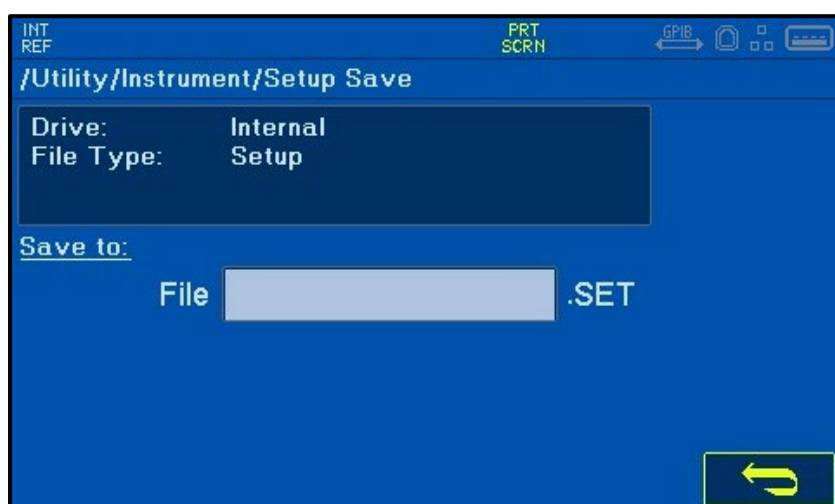 INT
REF
PRT
SCRN
GPIB
/Utility/Instrument/Setup Save
Drive: Internal
File Type: Setup
Save to:
File .SET